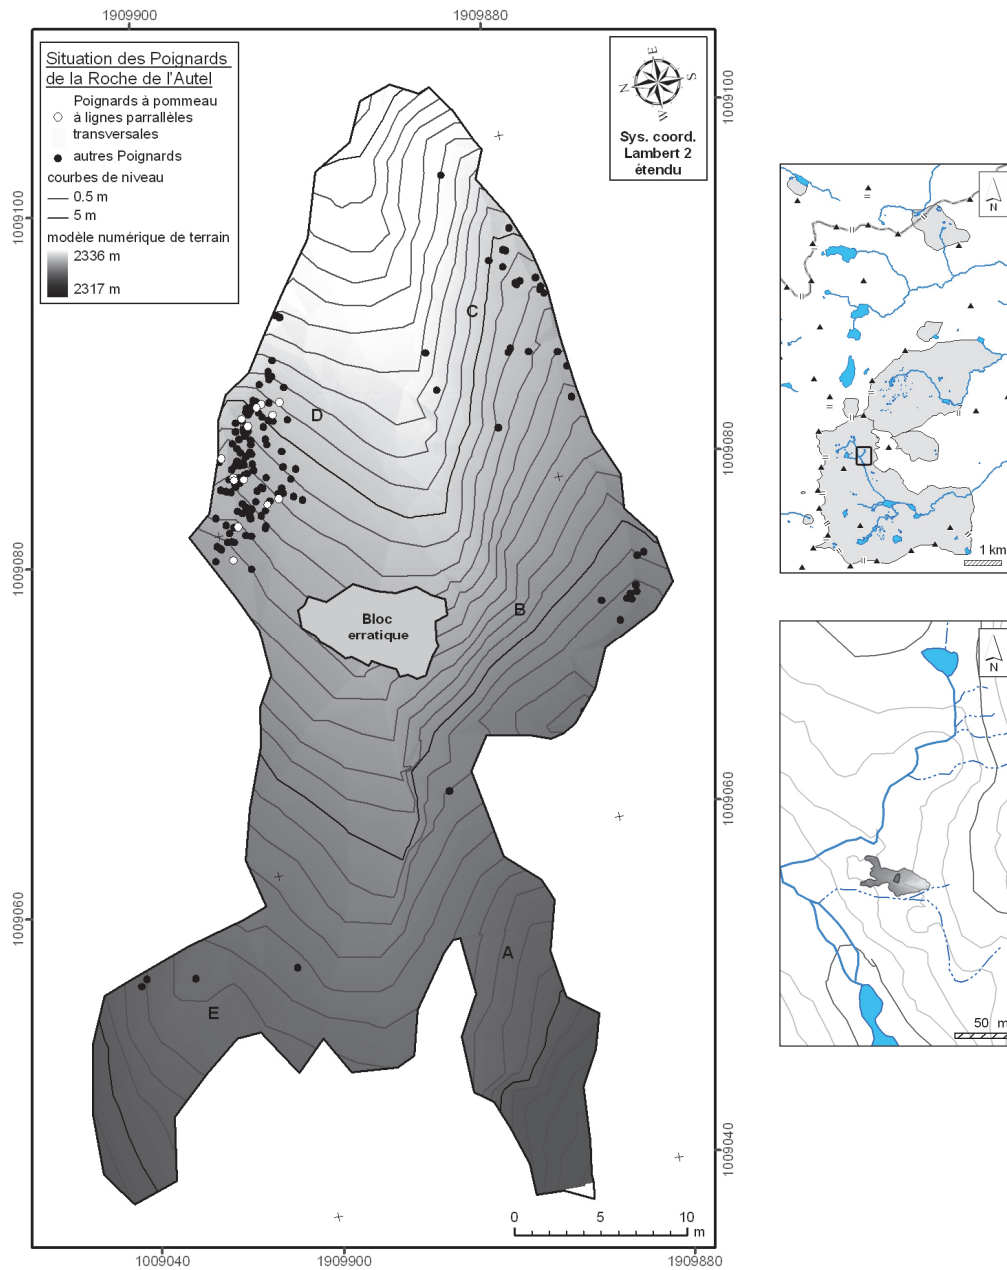 1909900
1909880
Situation des Poignards
de la Roche de l'Autel
Poignards à pommeau
à lignes parrallèles
transversales
autres Poignards
courbes de niveau
0.5 m
5 m
modèle numérique de terrain
2336 m
2317 m
E
N
S
W
Sys. coord.
Lambert 2
étendu
1009100
1009100
C
D
1009080
1009080
B
Bloc
erratique
1009060
1009060
A
E
1009040
0
5
10
m
1009040
1909900
1909880
N
1 km
N
50 m